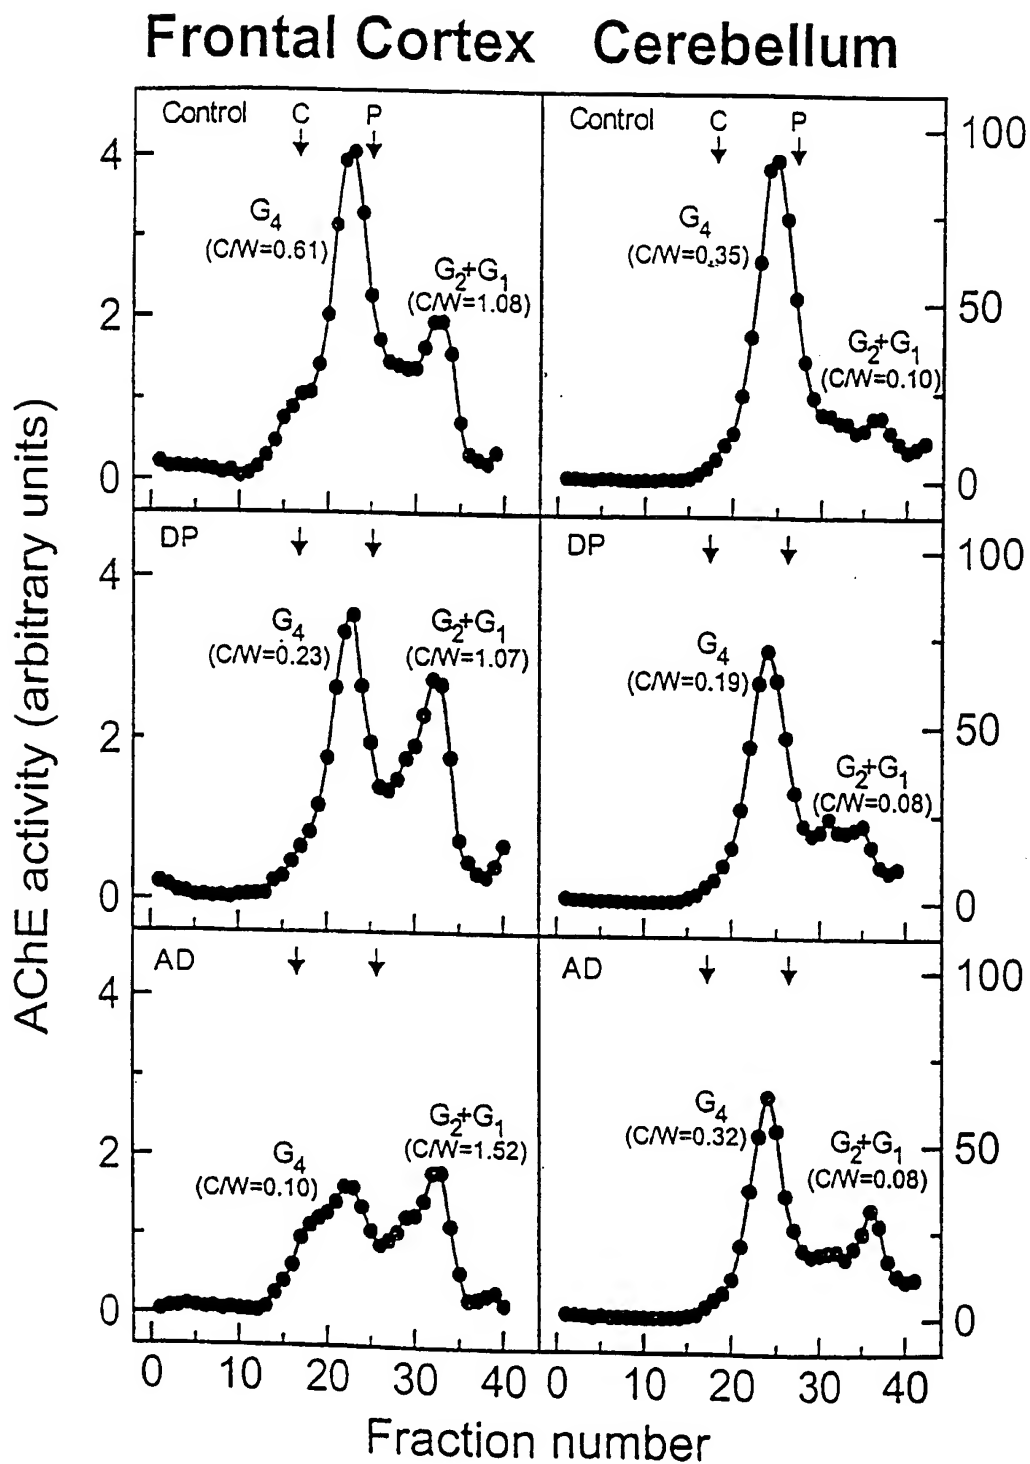 Frontal Cortex Cerebellum
Control C P
4
G4
(C/W=0.61)
G2+G1
(C/W=1.08)
2
0
Control C P
100
G4
(C/W=0.35)
50
G2+G1
(C/W=0.10)
0
DP
4
G4
(C/W=0.23)
G2+G1
(C/W=1.07)
2
0
DP
100
G4
(C/W=0.19)
50
G2+G1
(C/W=0.08)
0
AD
4
G4
(C/W=0.10)
G2+G1
(C/W=1.52)
2
0
AD
100
G4
(C/W=0.32)
50
G2+G1
(C/W=0.08)
0
0 10 20 30 40 0 10 20 30 40
Fraction number
AChE activity (arbitrary units)